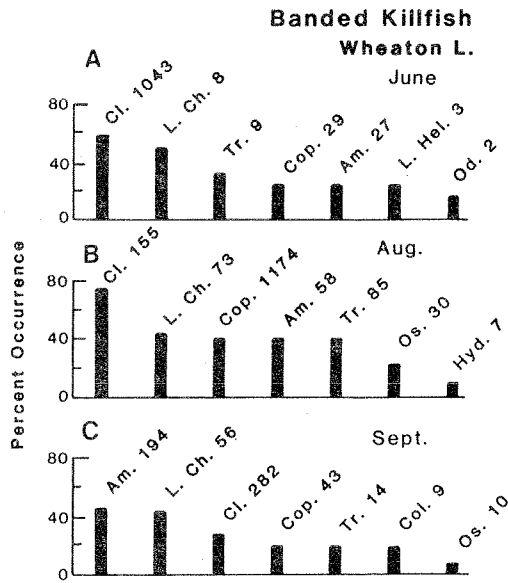 Banded Killfish
Wheaton L.
A
June
Cl. 1043
L. Ch. 8
Tr. 9
Cop. 29
Am. 27
L. Hel. 3
Od. 2
80
40
0
Percent Occurrence
B
Aug.
Cl. 155
L. Ch. 73
Cop. 1174
Am. 58
Tr. 85
Os. 30
Hyd. 7
80
40
0
C
Sept.
Am. 194
L. Ch. 56
Cl. 282
Cop. 43
Tr. 14
Col. 9
Os. 10
80
40
0